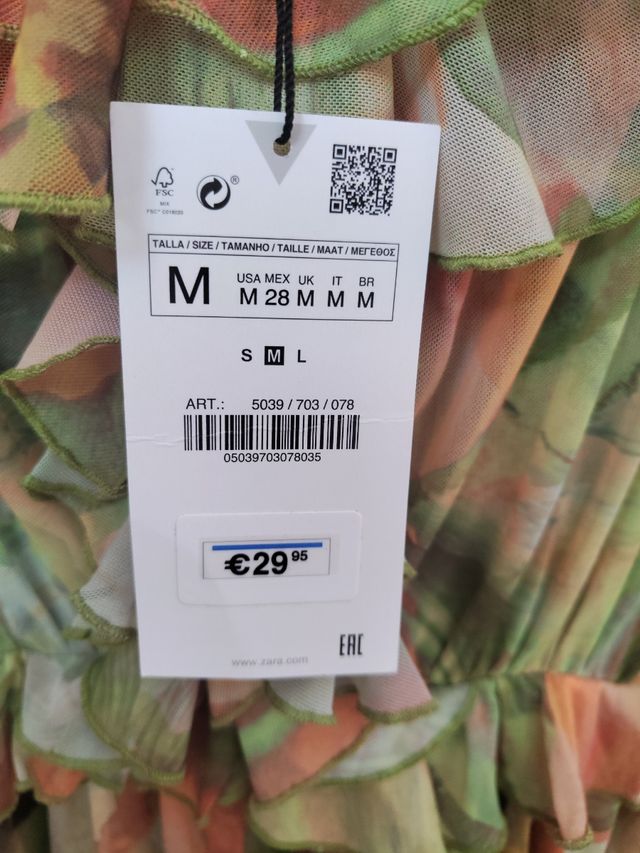 FSC
MIX
FSC® C018020
®
TALLA / SIZE / TAMANHO / TAILLE / MAAT / ΜΕΓΕΘΟΣ
M
USA MEX UK IT BR
M 28 M M M
S M L
ART.: 5039 / 703 / 078
05039703078035
€29 95
EAC
www.zara.com